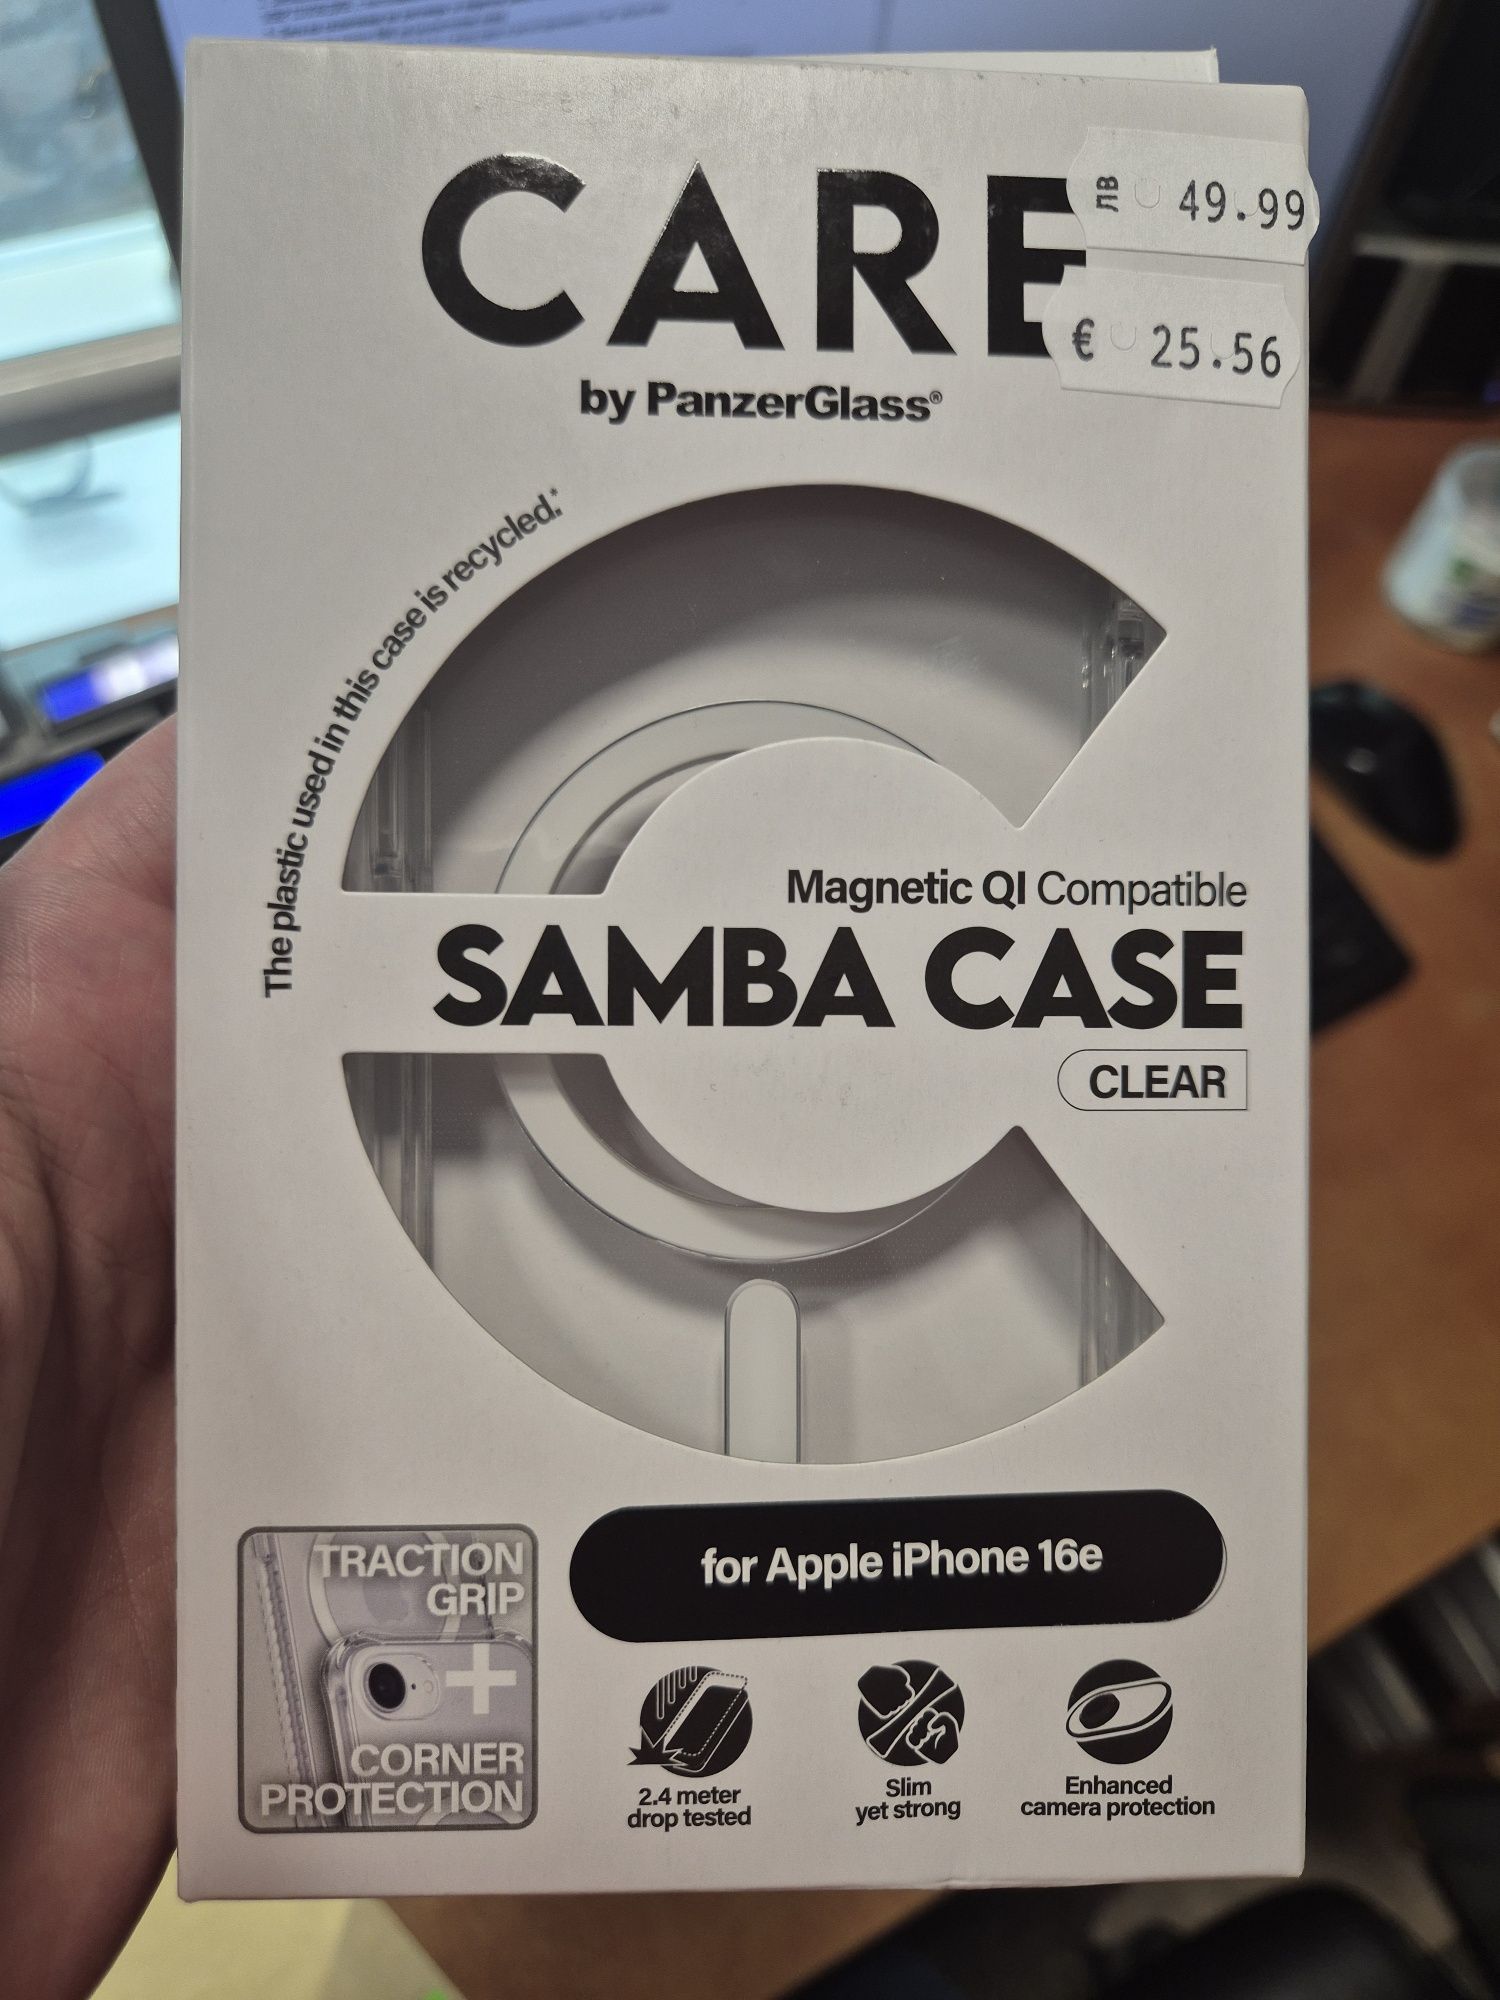 CARE
лв 49.99
€ 25.56
by PanzerGlass®
The plastic used in this case is recycled.*
Magnetic QI Compatible
SAMBA CASE
CLEAR
for Apple iPhone 16e
TRACTION
GRIP
+
CORNER
PROTECTION
2.4 meter
drop tested
Slim
yet strong
Enhanced
camera protection